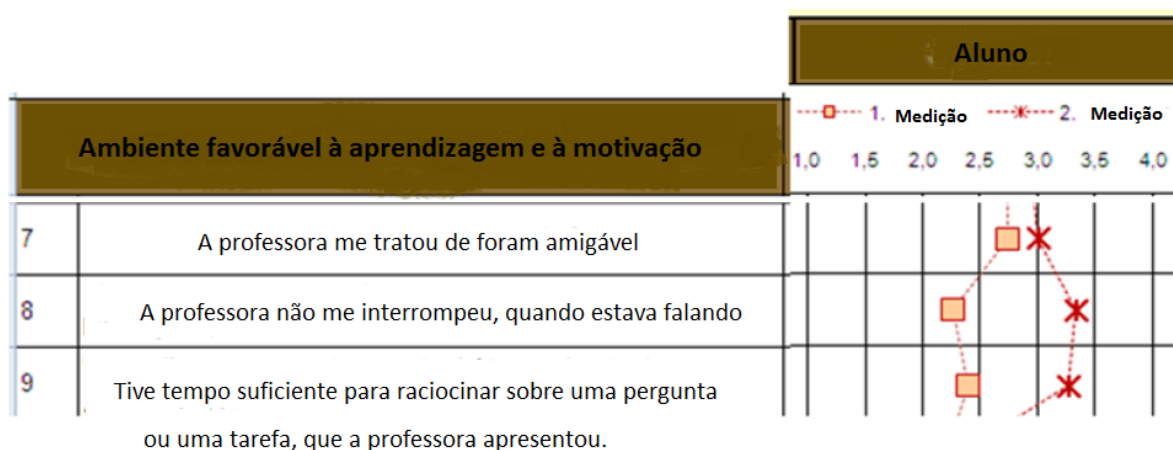 Aluno
1. Medição 2. Medição
Ambiente favorável à aprendizagem e à motivação
1,0 1,5 2,0 2,5 3,0 3,5 4,0
7 A professora me tratou de foram amigável
8 A professora não me interrompeu, quando estava falando
9 Tive tempo suficiente para raciocinar sobre uma pergunta
ou uma tarefa, que a professora apresentou.